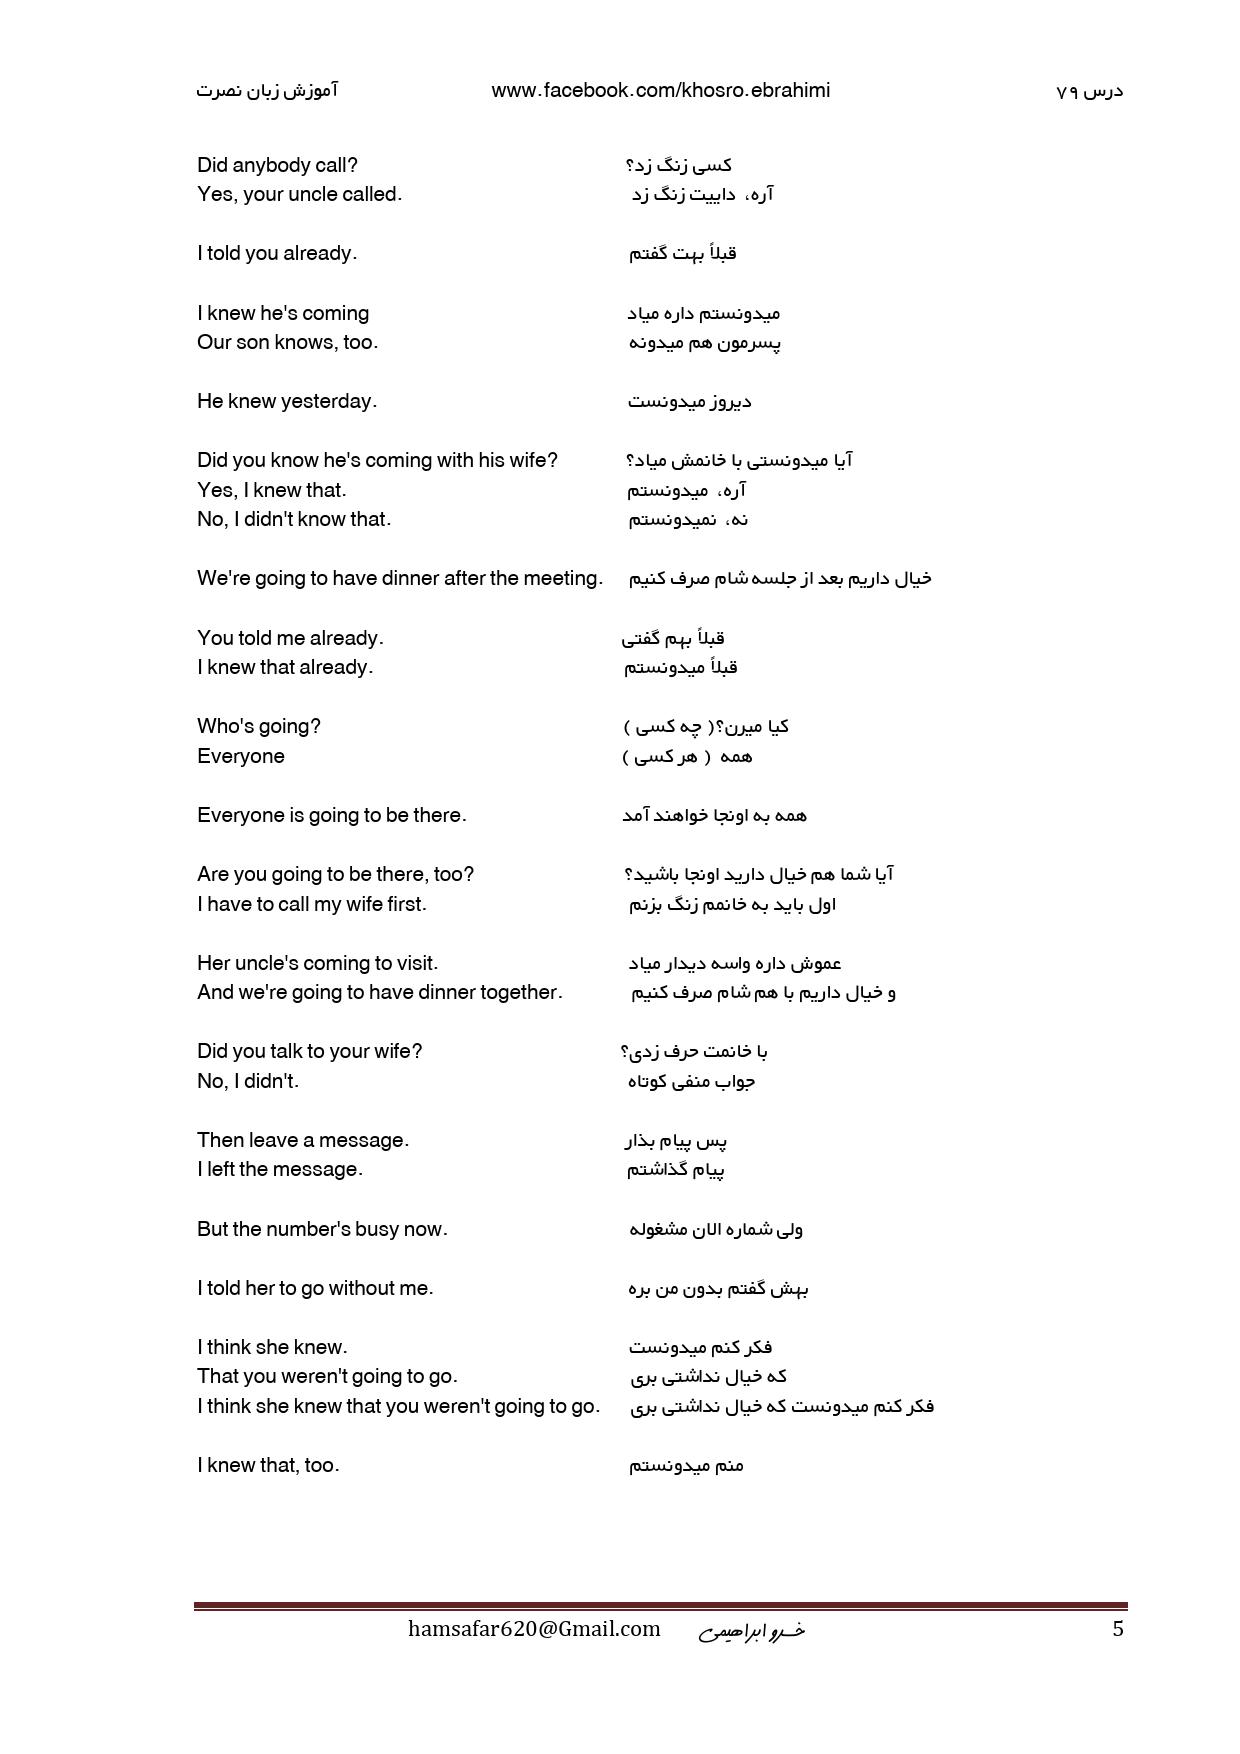 آموزش زبان نصرت www.facebook.com/khosro.ebrahimi درس ۷۹
Did anybody call? کسی زنگ زد؟
Yes, your uncle called. آره، داییت زنگ زد
I told you already. قبلاً بهت گفتم
I knew he's coming میدونستم داره میاد
Our son knows, too. پسرمون هم میدونه
He knew yesterday. دیروز میدونست
Did you know he's coming with his wife? آیا میدونستی با خانمش میاد؟
Yes, I knew that. آره، میدونستم
No, I didn't know that. نه، نمیدونستم
We're going to have dinner after the meeting. خیال داریم بعد از جلسه شام صرف کنیم
You told me already. قبلاً بهم گفتی
I knew that already. قبلاً میدونستم
Who's going? کیا میرن؟( چه کسی )
Everyone همه ( هر کسی )
Everyone is going to be there. همه به اونجا خواهند آمد
Are you going to be there, too? آیا شما هم خیال دارید اونجا باشید؟
I have to call my wife first. اول باید به خانمم زنگ بزنم
Her uncle's coming to visit. عموش داره واسه دیدار میاد
And we're going to have dinner together. و خیال داریم با هم شام صرف کنیم
Did you talk to your wife? با خانمت حرف زدی؟
No, I didn't. جواب منفی کوتاه
Then leave a message. پس پیام بذار
I left the message. پیام گذاشتم
But the number's busy now. ولی شماره الان مشغوله
I told her to go without me. بهش گفتم بدون من بره
I think she knew. فکر کنم میدونست
That you weren't going to go. که خیال نداشتی بری
I think she knew that you weren't going to go. فکر کنم میدونست که خیال نداشتی بری
I knew that, too. منم میدونستم
hamsafar620@Gmail.com خسرو ابراهیمی 5